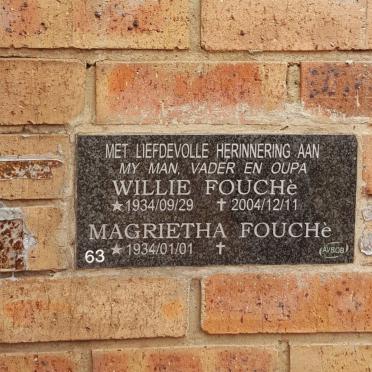 MET LIEFDEVOLLE HERINNERING AAN
MY MAN, VADER EN OUPA
WILLIE FOUCHè
★1934/09/29 ✝2004/12/11
MAGRIETHA FOUCHè
★1934/01/01 ✝
63
AVBOB